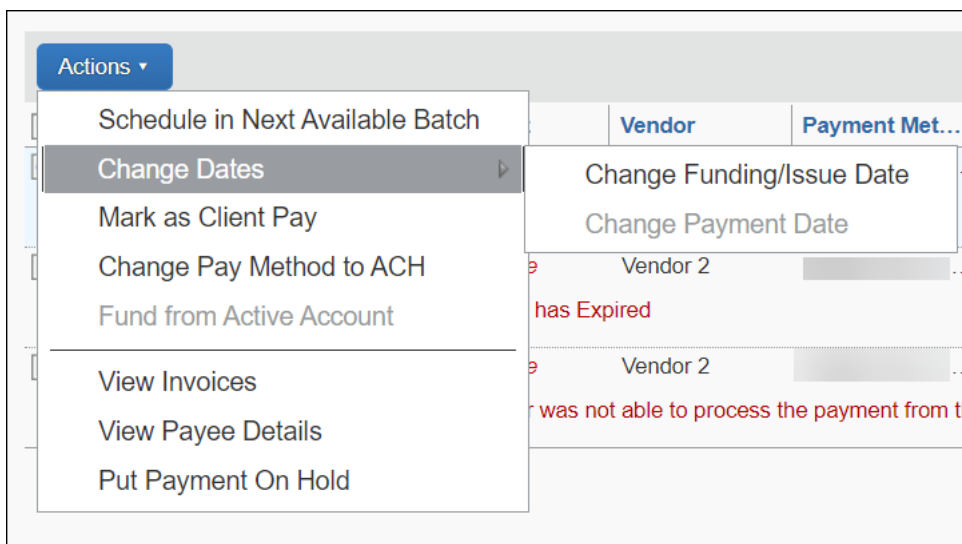 Actions
Schedule in Next Available Batch
Vendor
Payment Met...
Change Dates
Change Funding/Issue Date
Mark as Client Pay
Change Payment Date
Change Pay Method to ACH
Vendor 2
has Expired
Fund from Active Account
Vendor 2
View Invoices
was not able to process the payment from
View Payee Details
Put Payment On Hold